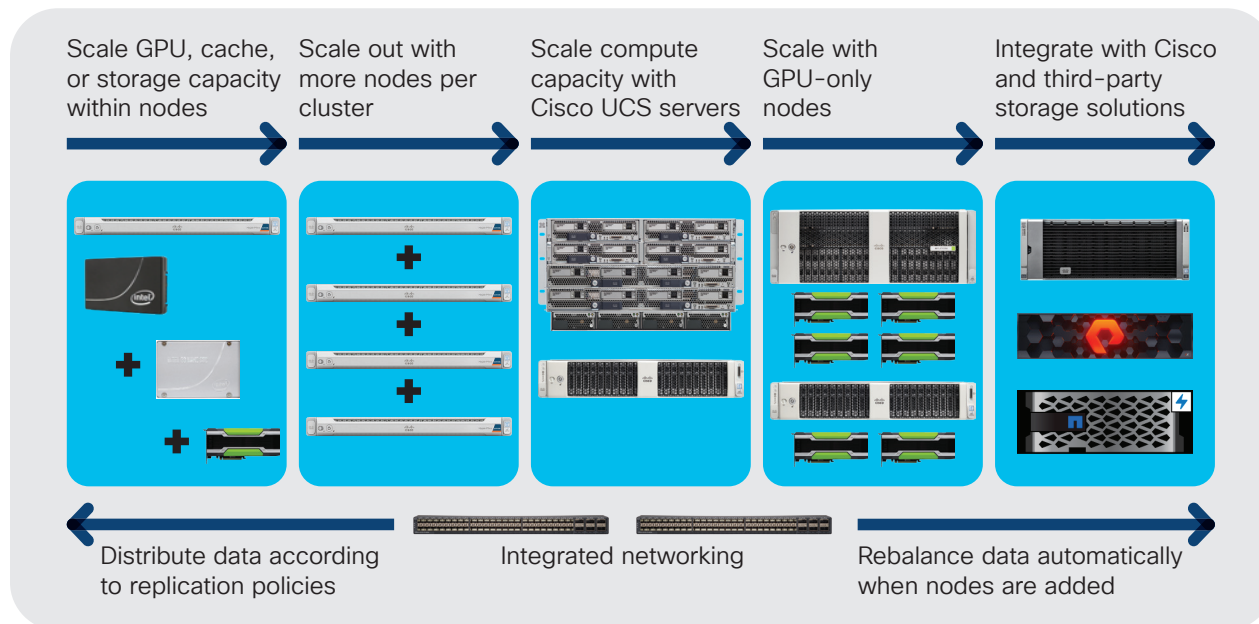 Scale GPU, cache,
or storage capacity
within nodes
Scale out with
more nodes per
cluster
Scale compute
capacity with
Cisco UCS servers
Scale with
GPU-only
nodes
Integrate with Cisco
and third-party
storage solutions
intel
Distribute data according
to replication policies
Integrated networking
Rebalance data automatically
when nodes are added